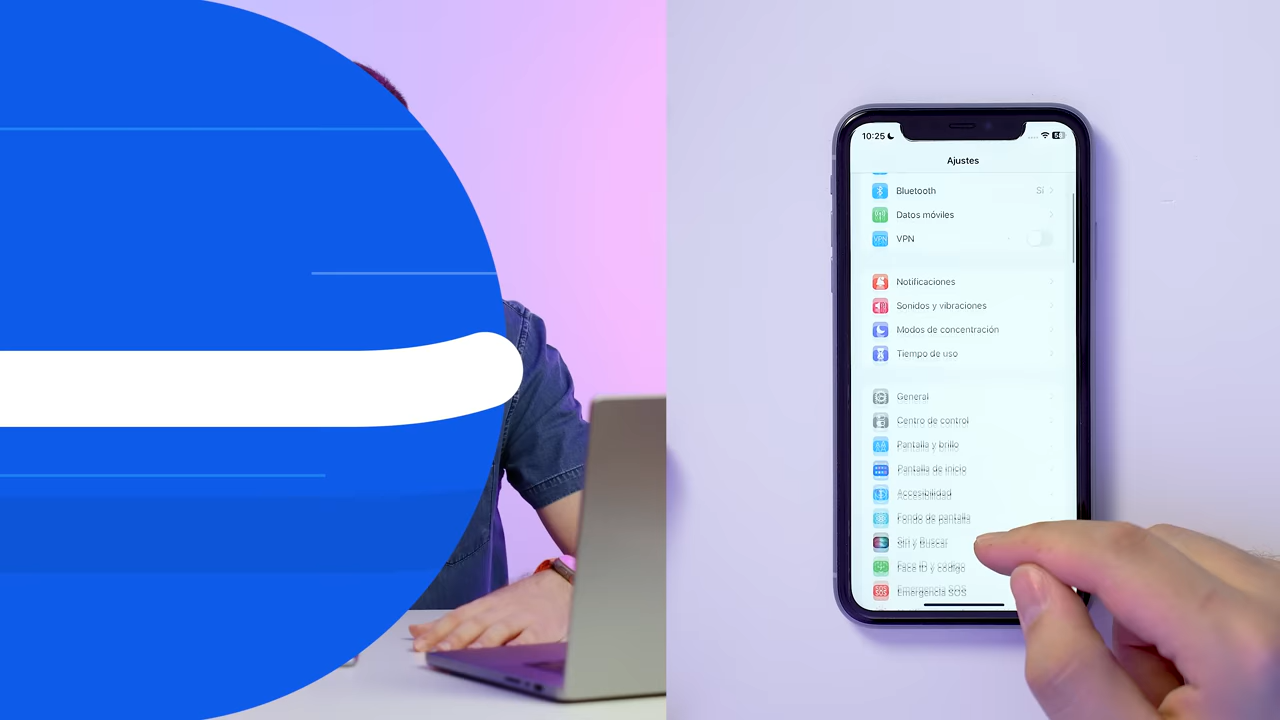 10:25
Ajustes
Bluetooth Sí
Datos móviles
VPN
Notificaciones
Sonidos y vibraciones
Modos de concentración
Tiempo de uso
General
Centro de control
Pantalla y brillo
Pantalla de inicio
Accesibilidad
Fondo de pantalla
Siri y Buscar
Face ID y código
SOS
Emergencia SOS